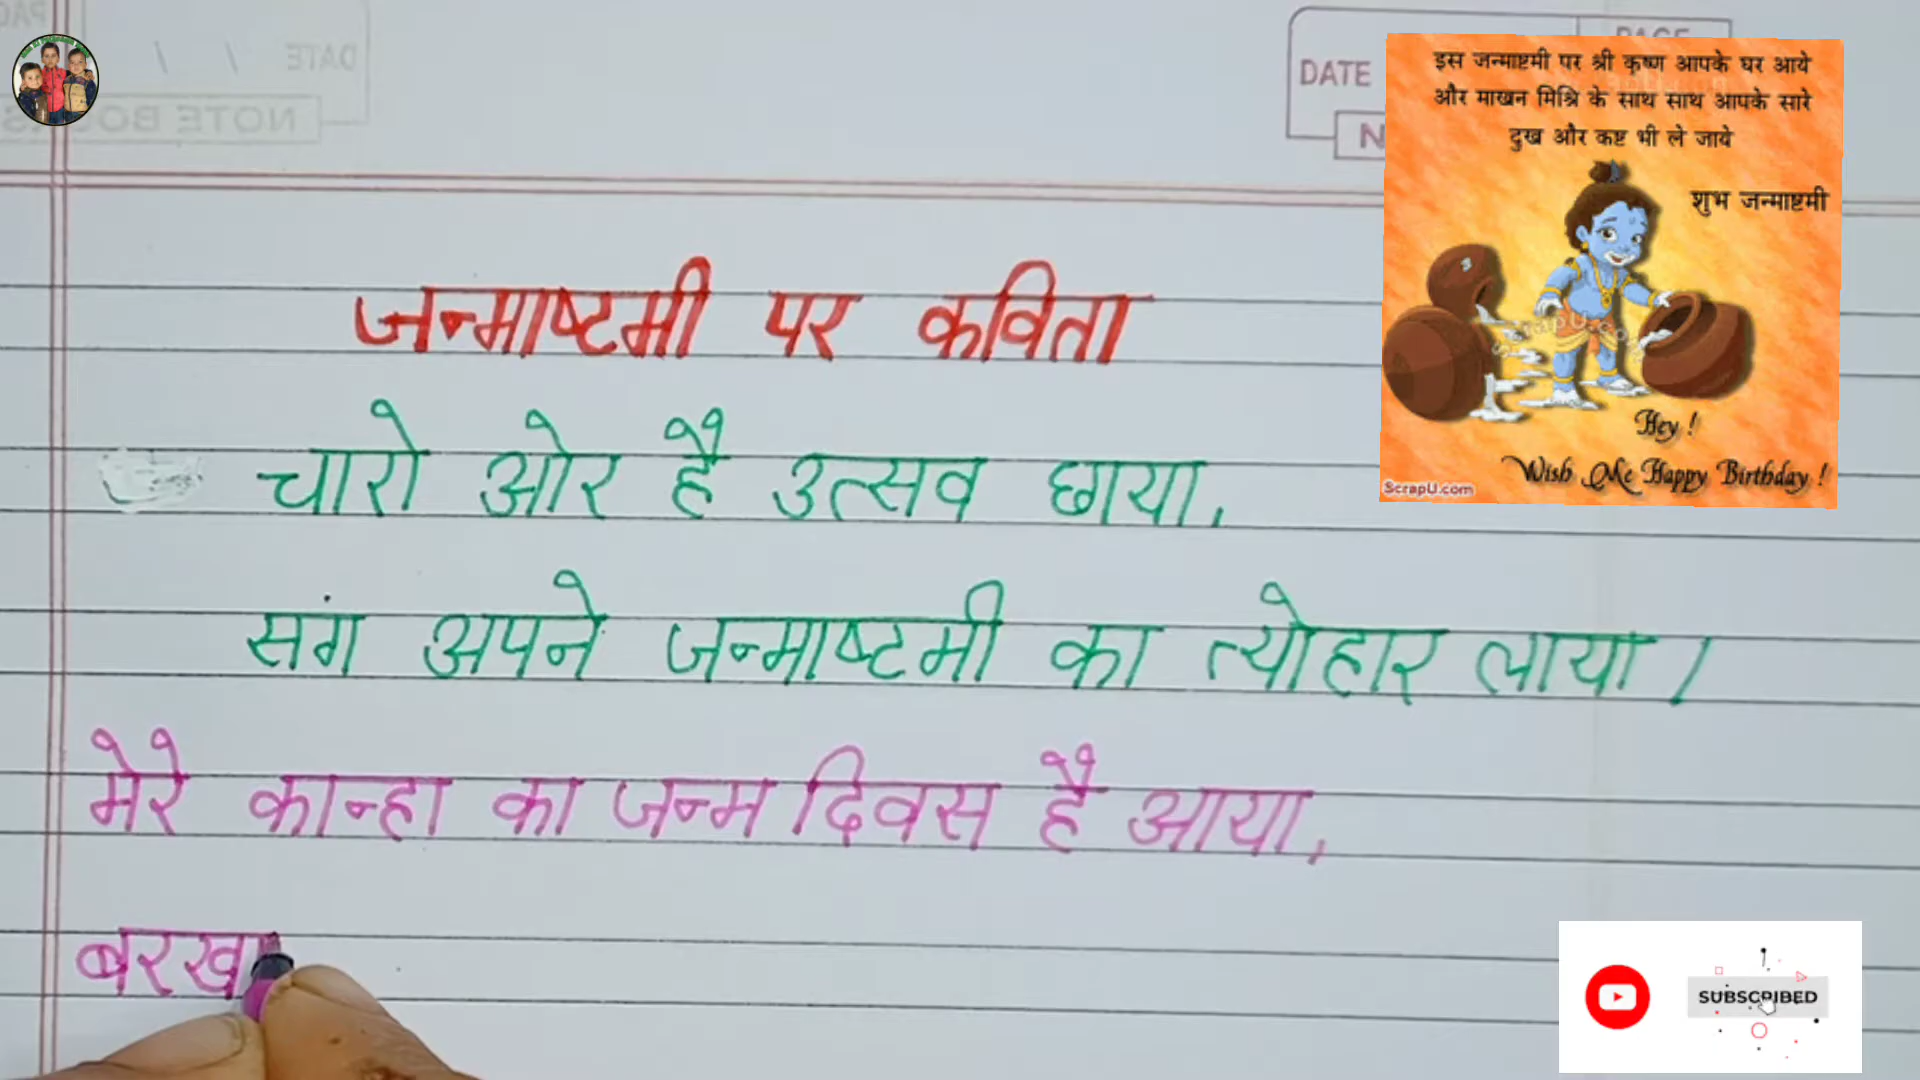 DATE
इस जन्माष्टमी पर श्री कृष्ण आपके घर आये
और माखन मिश्रि के साथ साथ आपके सारे
दुख और कष्ट भी ले जाये
शुभ जन्माष्टमी
Hey !
Wish Me Happy Birthday !
ScrapU.com
जन्माष्टमी पर कविता
चारो ओर है उत्सव छाया,
संग अपने जन्माष्टमी का त्योहार लाया।
मेरे कान्हा का जन्म दिवस है आया,
बरखा
SUBSCRIBED